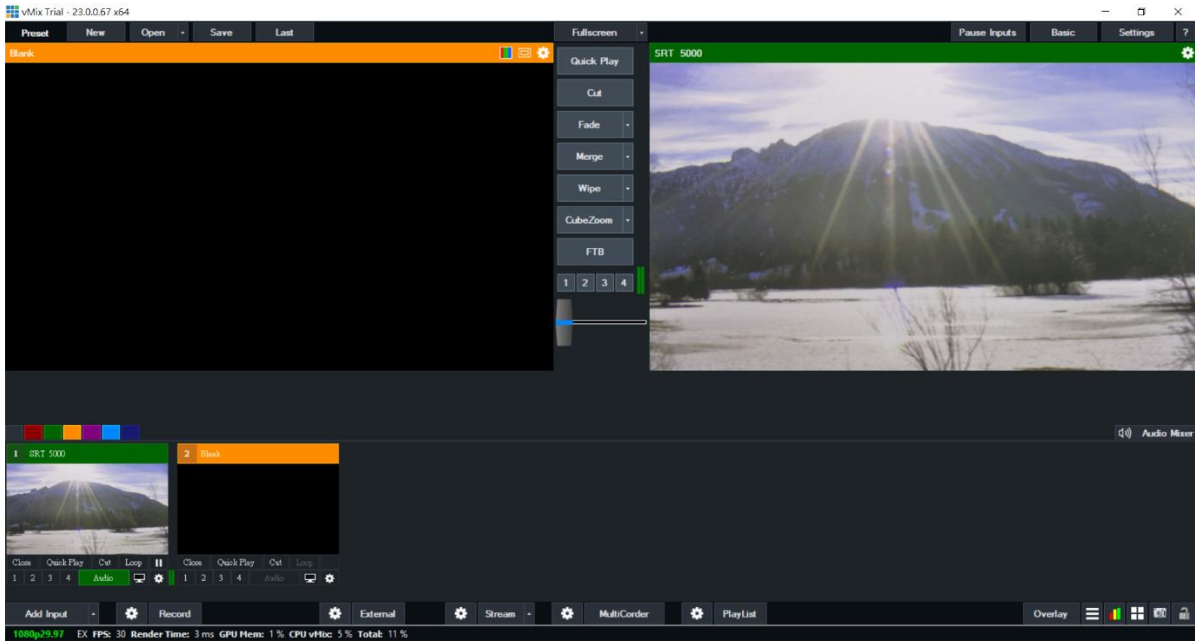 vMix Trial - 23.0.0.67 x64
Preset New Open Save Last Fullscreen Pause Inputs Basic Settings ?
Blank
SRT 5000
Quick Play
Cut
Fade
Merge
Wipe
CubeZoom
FTB
1 2 3 4
Audio Mixer
1 SRT 5000 2 Blank
Close Quick Play Cut Loop Close Quick Play Cut Loop
1 2 3 4 Audio 1 2 3 4 Audio
Add Input Record External Stream MultiCorder PlayList Overlay
1080p29.97 EX FPS: 30 Render Time: 3 ms GPU Mem: 1 % CPU vMix: 5 % Total: 11 %